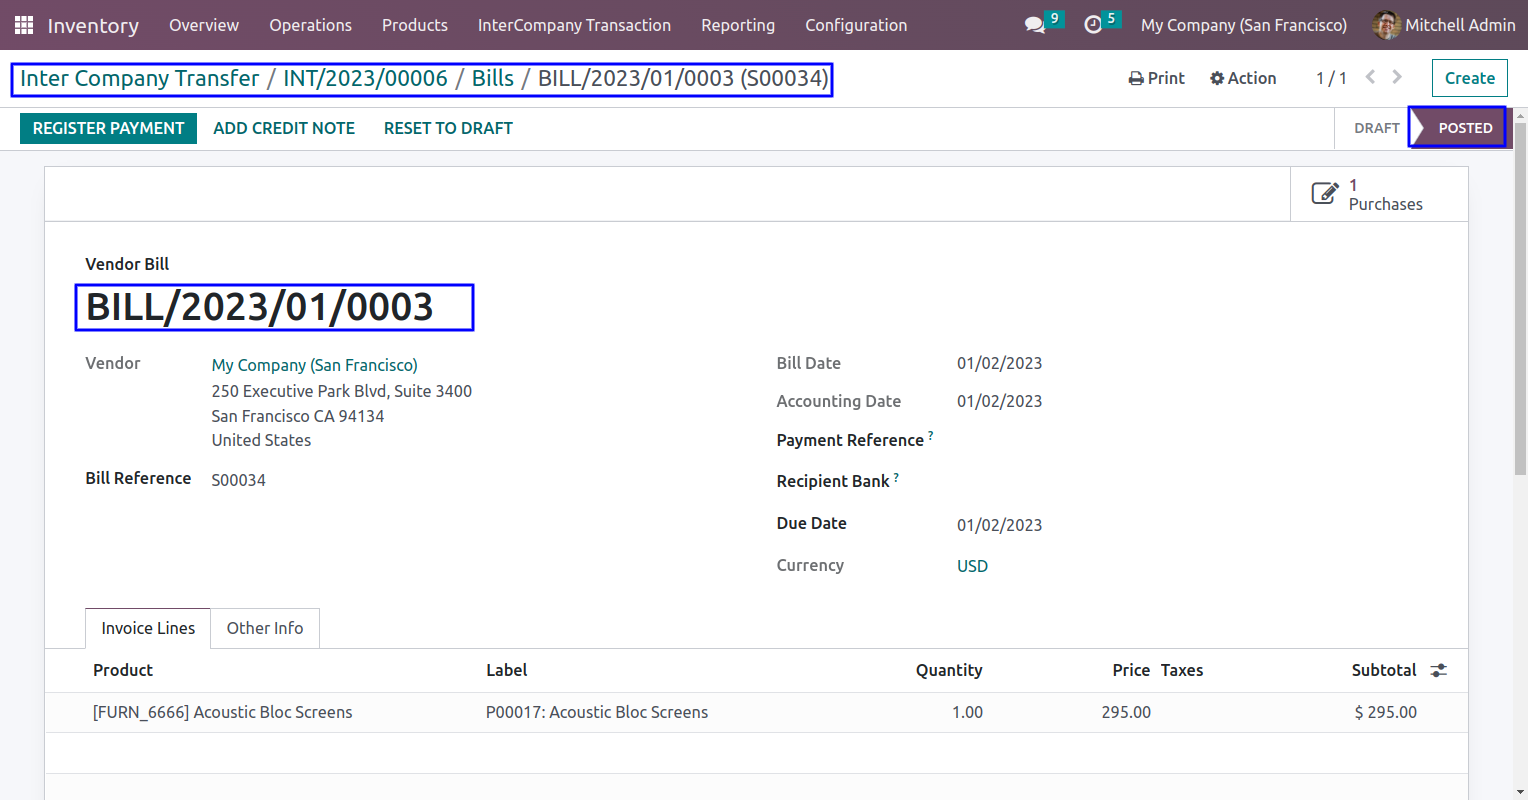 Inventory Overview Operations Products InterCompany Transaction Reporting Configuration 9 5 My Company (San Francisco) Mitchell Admin
Inter Company Transfer / INT/2023/00006 / Bills / BILL/2023/01/0003 (S00034) Print Action 1 / 1 Create
REGISTER PAYMENT ADD CREDIT NOTE RESET TO DRAFT DRAFT POSTED
1
Purchases
Vendor Bill
BILL/2023/01/0003
Vendor My Company (San Francisco) Bill Date 01/02/2023
250 Executive Park Blvd, Suite 3400
San Francisco CA 94134 Accounting Date 01/02/2023
United States Payment Reference ?
Bill Reference S00034 Recipient Bank ?
Due Date 01/02/2023
Currency USD
Invoice Lines Other Info
Product Label Quantity Price Taxes Subtotal
[FURN_6666] Acoustic Bloc Screens P00017: Acoustic Bloc Screens 1.00 295.00 $ 295.00